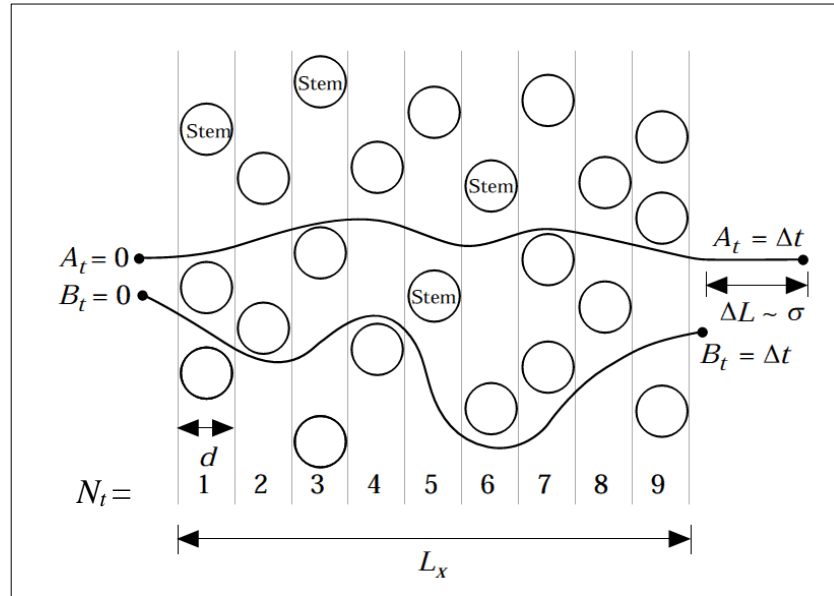 Stem
Stem
Stem
A_t = 0
A_t = Δt
B_t = 0
Stem
ΔL ~ σ
B_t = Δt
d
N_t = 1 2 3 4 5 6 7 8 9
L_x